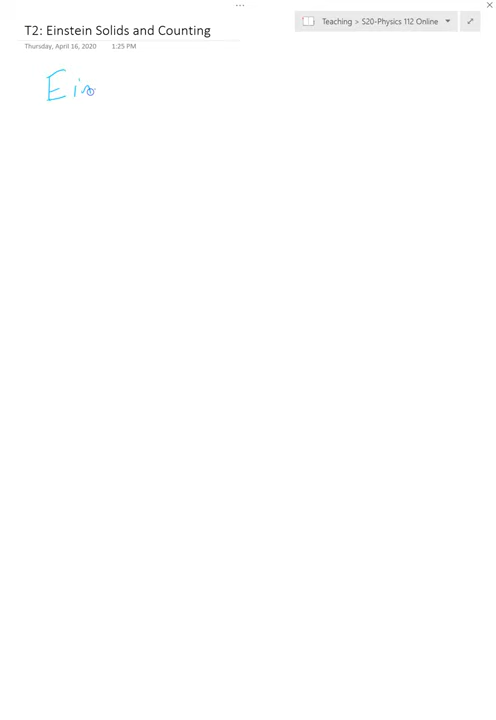 T2: Einstein Solids and Counting
Thursday, April 16, 2020 1:25 PM
Teaching > S20-Physics 112 Online
Ein